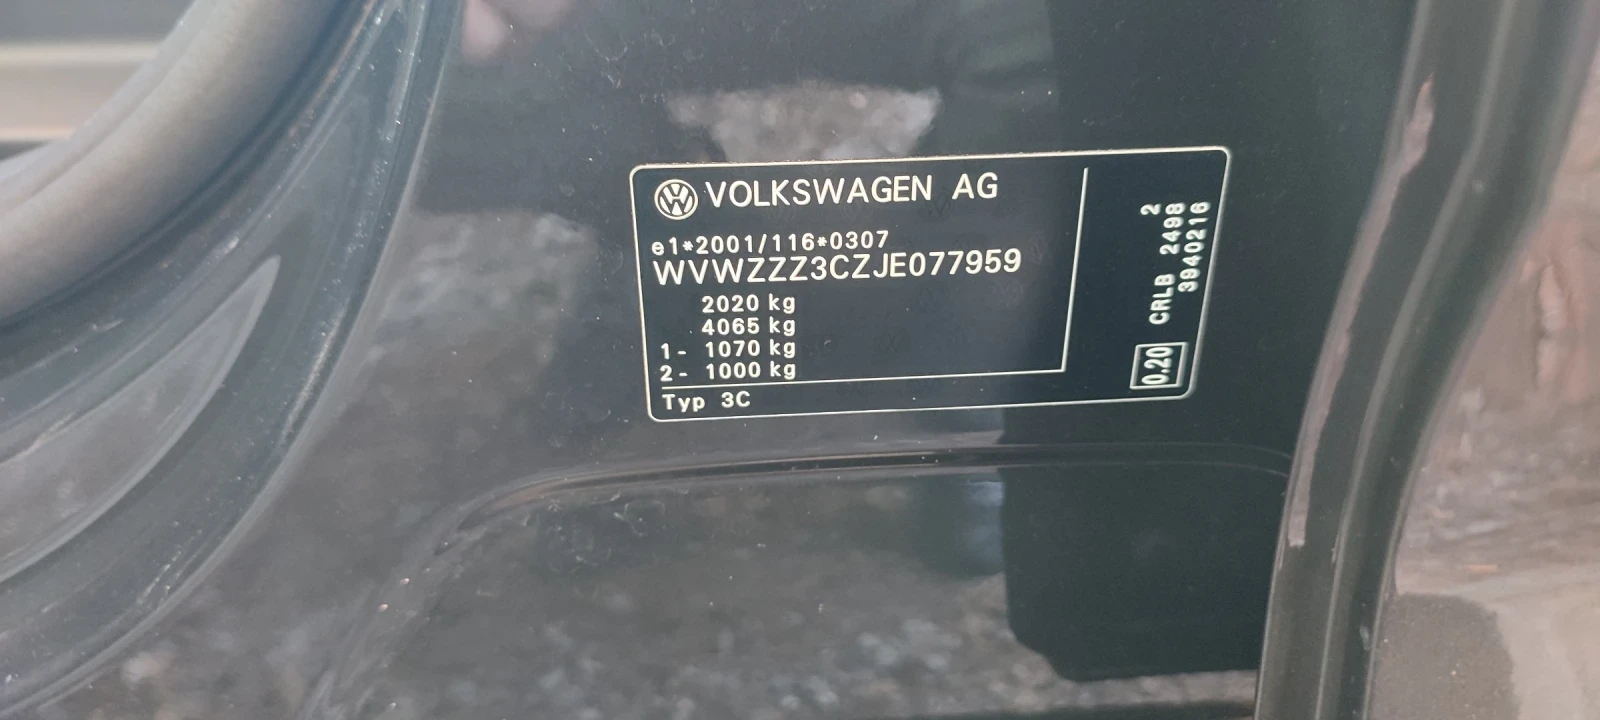 VOLKSWAGEN AG
e1*2001/116*0307
WVWZZZ3CZJE077959
2020 kg
4065 kg
1- 1070 kg
2- 1000 kg
Typ 3C
2
CRLB 2498
3940216
0.20